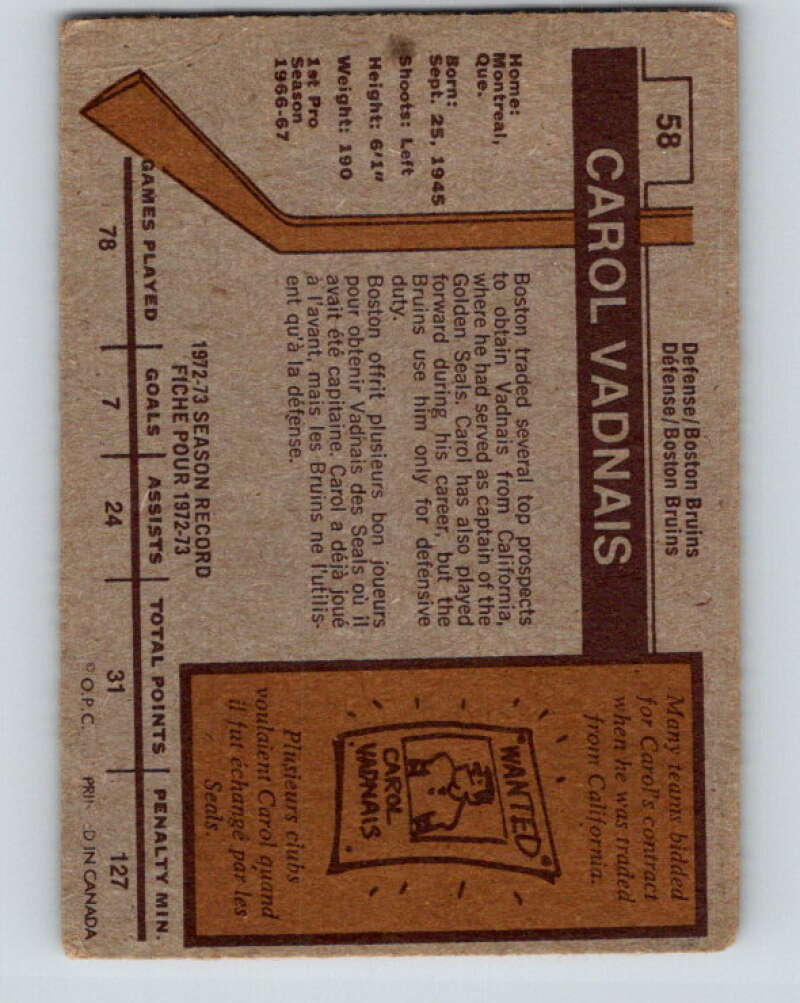 58
Defense/Boston Bruins
Défense/Boston Bruins
CAROL VADNAIS
Home:
Montreal,
Que.
Born:
Sept. 25, 1945
Shoots: Left
Height: 6'1"
Weight: 190
1st Pro
Season
1966-67
Boston traded several top prospects
to obtain Vadnais from California,
where he had served as captain of the
Golden Seals. Carol has also played
forward during his career, but the
Bruins use him only for defensive
duty.
Boston offrit plusieurs bon joueurs
pour obtenir Vadnais des Seals où il
avait été capitaine. Carol a déjà joué
à l'avant, mais les Bruins ne l'utilis-
ent qu'à la défense.
Many teams bidded
for Carol's contract
when he was traded
from California.
WANTED
CAROL
VADNAIS
Plusieurs clubs
voulaient Carol quand
il fut échangé par les
Seals.
1972-73 SEASON RECORD
FICHE POUR 1972-73
GAMES PLAYED GOALS ASSISTS TOTAL POINTS PENALTY MIN.
78 7 24 31 127
© O.P.C. PRIN D IN CANADA